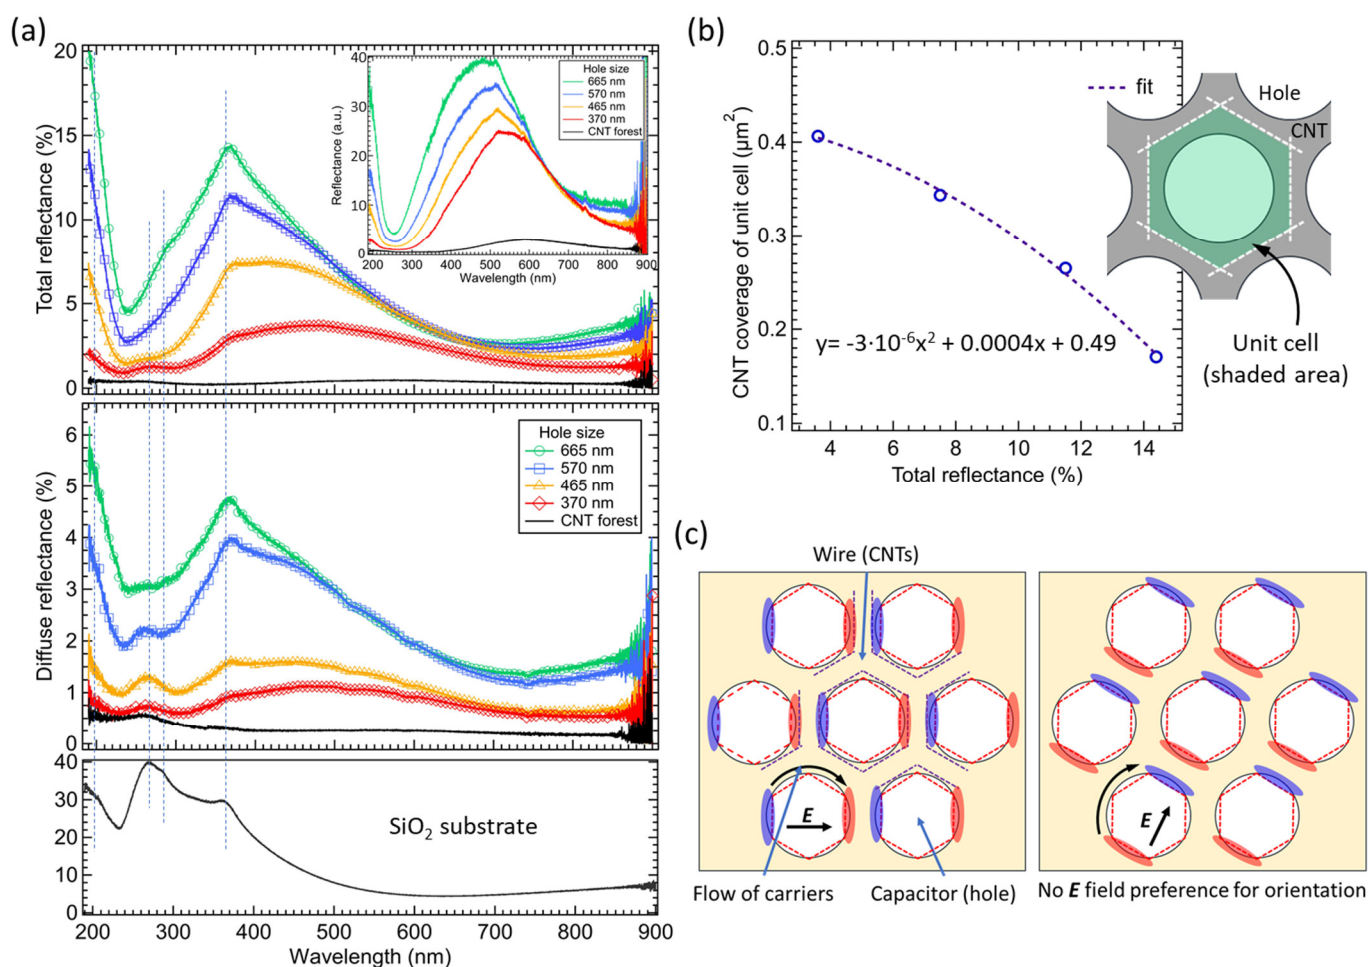 (a)
20
15
10
5
0
Total reflectance (%)
40
30
20
10
0
Reflectance (a.u.)
Hole size
665 nm
570 nm
465 nm
370 nm
CNT forest
200 300 400 500 600 700 800 900
Wavelength (nm)
6
5
4
3
2
1
0
Diffuse reflectance (%)
Hole size
665 nm
570 nm
465 nm
370 nm
CNT forest
40
30
20
10
0
SiO2 substrate
200 300 400 500 600 700 800 900
Wavelength (nm)
(b)
0.5
0.4
0.3
0.2
0.1
CNT coverage of unit cell (µm²)
fit
Hole
CNT
y= -3·10⁻⁶x² + 0.0004x + 0.49
Unit cell
(shaded area)
4 6 8 10 12 14
Total reflectance (%)
(c)
Wire (CNTs)
E
E
Flow of carriers
Capacitor (hole)
No E field preference for orientation